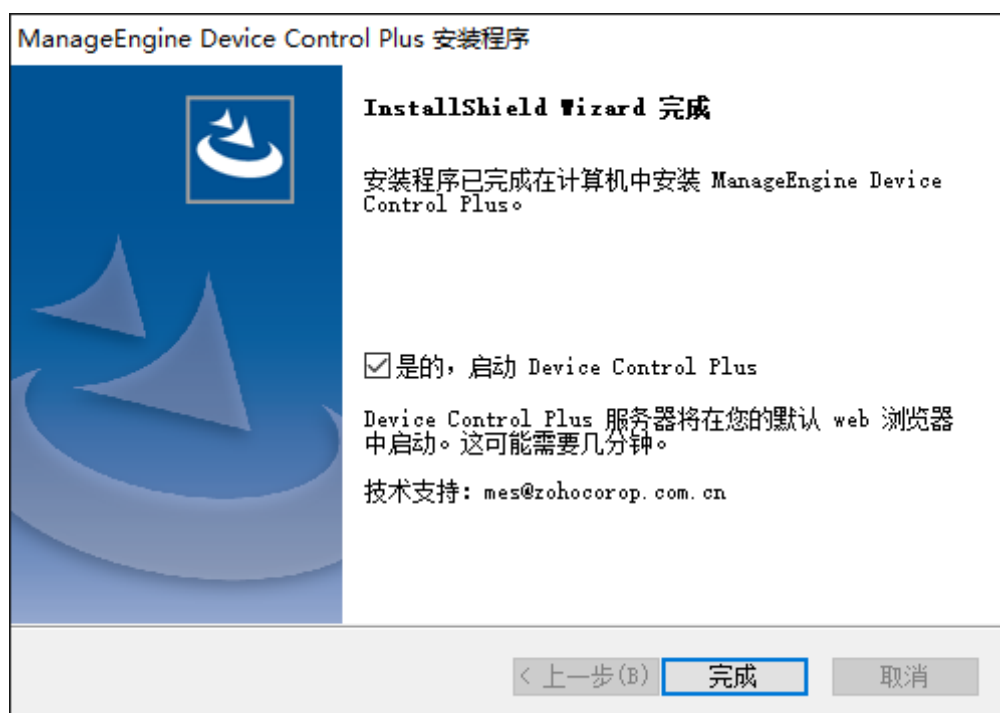 ManageEngine Device Control Plus 安装程序
InstallShield Wizard 完成
安装程序已完成在计算机中安装 ManageEngine Device
Control Plus。
是的，启动 Device Control Plus
Device Control Plus 服务器将在您的默认 web 浏览器
中启动。这可能需要几分钟。
技术支持：mes@zohocorop.com.cn
< 上一步(B)
完成
取消